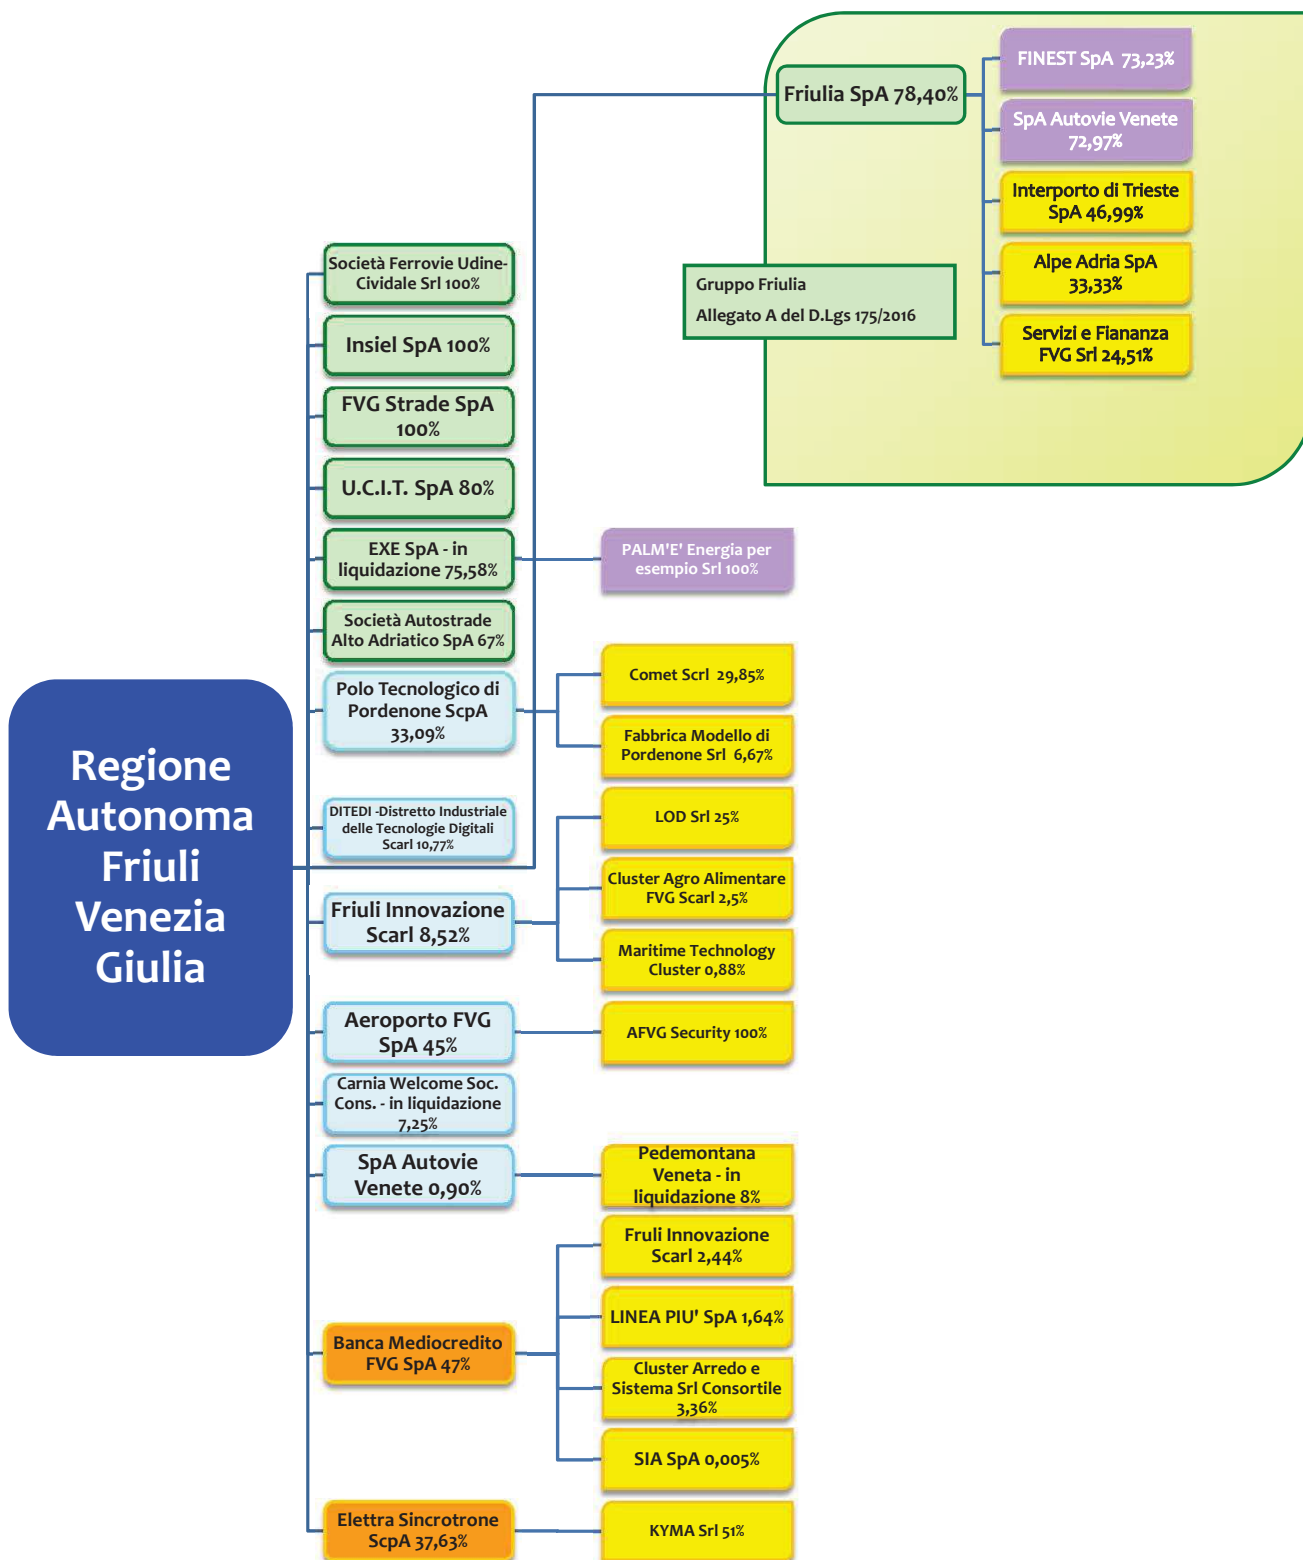 Regione
Autonoma
Friuli
Venezia
Giulia
Friulia SpA 78,40%
FINEST SpA 73,23%
SpA Autovie Venete
72,97%
Interporto di Trieste
SpA 46,99%
Alpe Adria SpA
33,33%
Servizi e Fiananza
FVG Srl 24,51%
Gruppo Friulia
Allegato A del D.Lgs 175/2016
Società Ferrovie Udine-
Cividale Srl 100%
Insiel SpA 100%
FVG Strade SpA
100%
U.C.I.T. SpA 80%
EXE SpA - in
liquidazione 75,58%
PALM'E' Energia per
esempio Srl 100%
Società Autostrade
Alto Adriatico SpA 67%
Polo Tecnologico di
Pordenone ScpA
33,09%
Comet Scrl 29,85%
Fabbrica Modello di
Pordenone Srl 6,67%
DITEDI -Distretto Industriale
delle Tecnologie Digitali
Scarl 10,77%
Friuli Innovazione
Scarl 8,52%
LOD Srl 25%
Cluster Agro Alimentare
FVG Scarl 2,5%
Maritime Technology
Cluster 0,88%
Aeroporto FVG
SpA 45%
AFVG Security 100%
Carnia Welcome Soc.
Cons. - in liquidazione
7,25%
SpA Autovie
Venete 0,90%
Pedemontana
Veneta - in
liquidazione 8%
Banca Mediocredito
FVG SpA 47%
Fruli Innovazione
Scarl 2,44%
LINEA PIU' SpA 1,64%
Cluster Arredo e
Sistema Srl Consortile
3,36%
SIA SpA 0,005%
Elettra Sincrotrone
ScpA 37,63%
KYMA Srl 51%